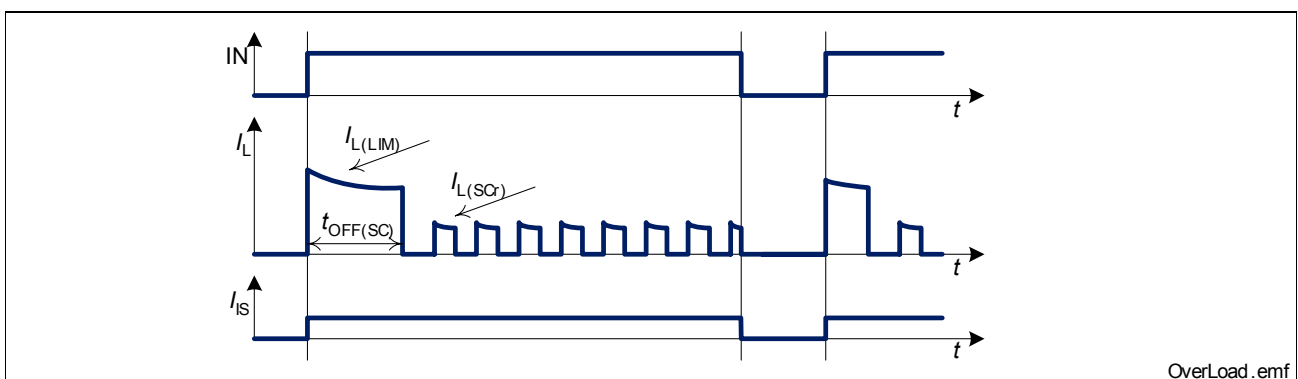 IN
t
I_L
I_L(LIM)
I_L(SCr)
t_OFF(SC)
t
I_IS
t
OverLoad.emf